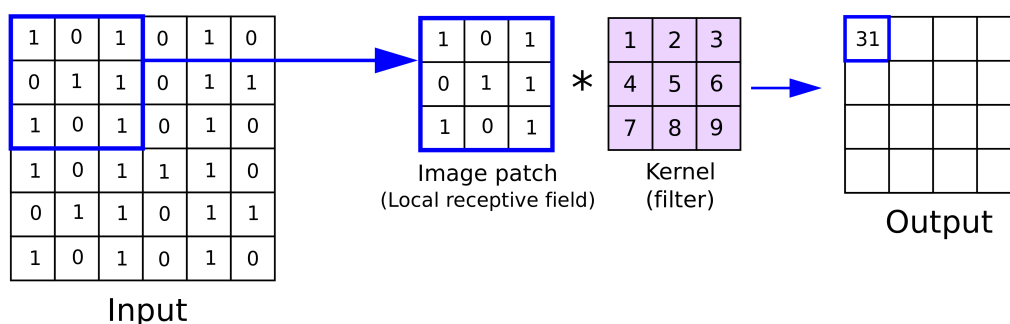 1 0 1 0 1 0
0 1 1 0 1 1
1 0 1 0 1 0
1 0 1 1 1 0
0 1 1 0 1 1
1 0 1 0 1 0
Input
1 0 1
0 1 1
1 0 1
Image patch
(Local receptive field)
*
1 2 3
4 5 6
7 8 9
Kernel
(filter)
31
Output